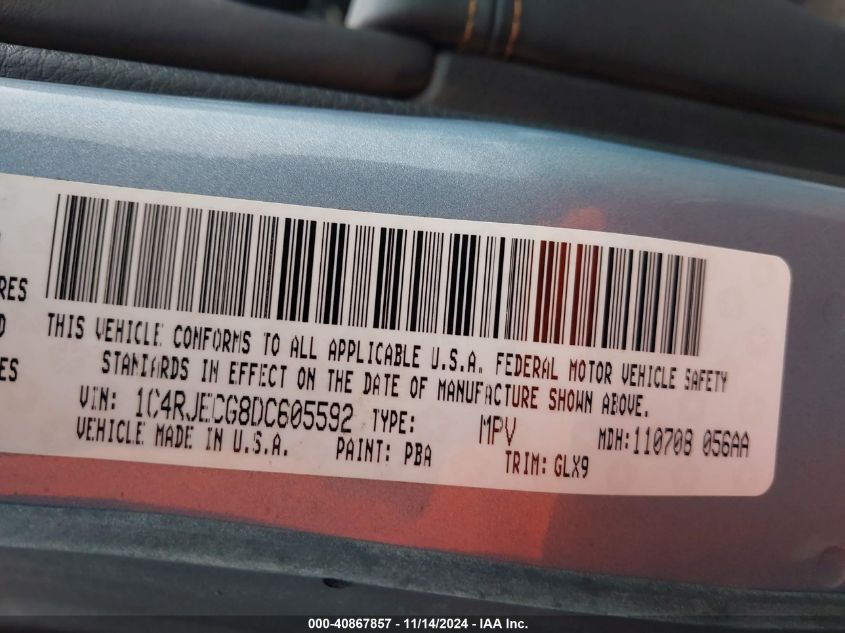 RES
D
ES
THIS VEHICLE CONFORMS TO ALL APPLICABLE U.S.A. FEDERAL MOTOR VEHICLE SAFETY
STANDARDS IN EFFECT ON THE DATE OF MANUFACTURE SHOWN ABOVE.
VIN: 1C4RJECG8DC605592 TYPE: MPV MDH:110708 056AA
VEHICLE MADE IN U.S.A. PAINT: PBA TRIM: GLX9
000-40867857 - 11/14/2024 - IAA Inc.